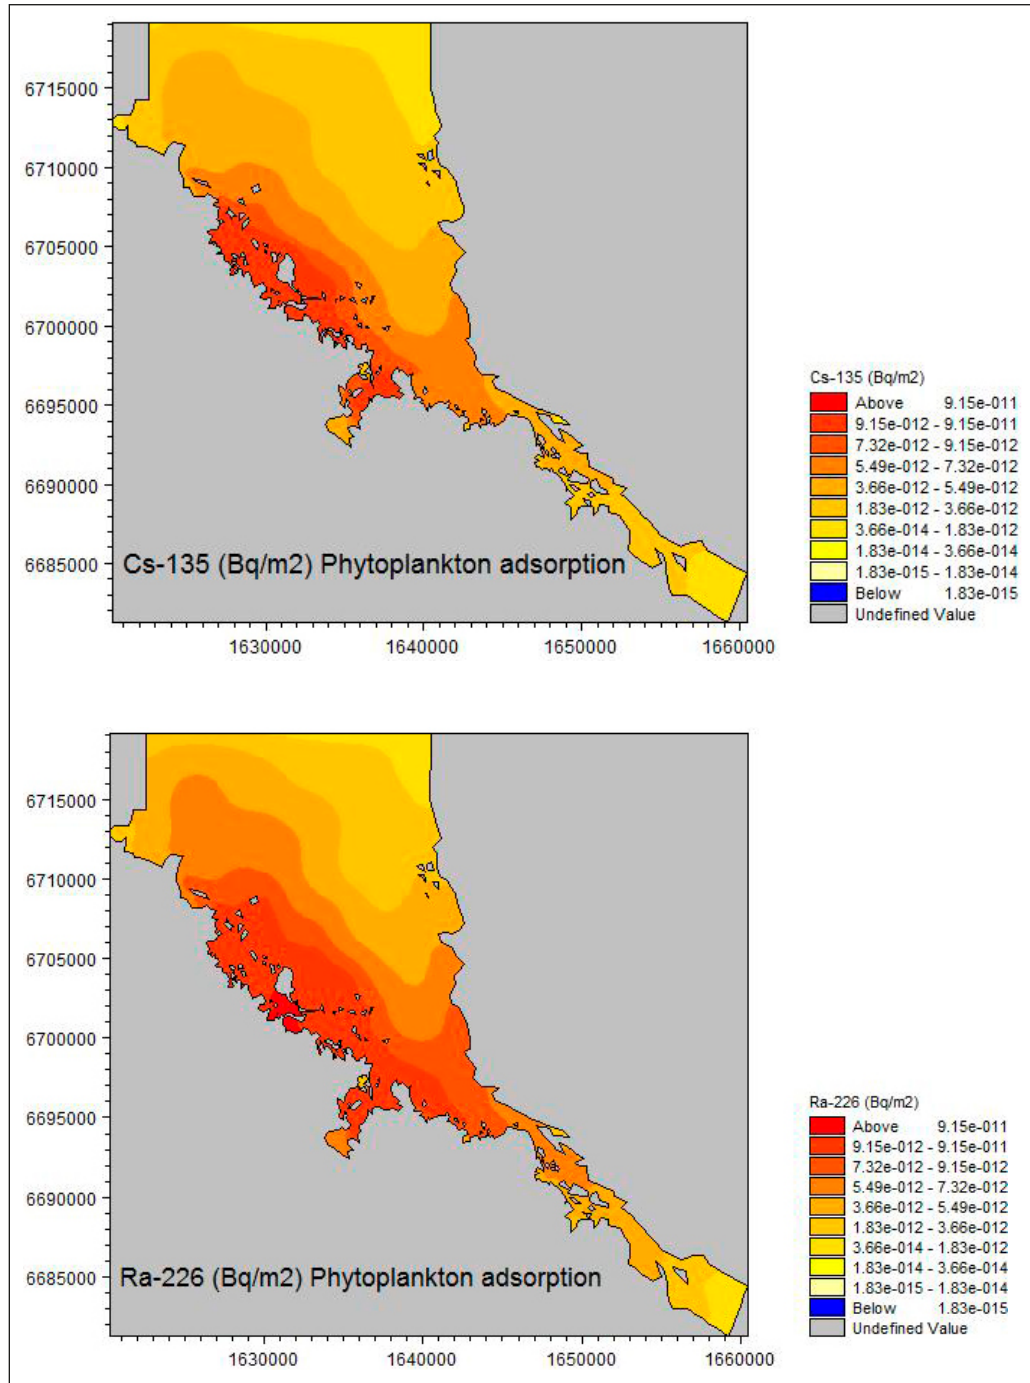 6715000
6710000
6705000
6700000
6695000
6690000
6685000
Cs-135 (Bq/m2) Phytoplankton adsorption
1630000 1640000 1650000 1660000
Cs-135 (Bq/m2)
Above 9.15e-011
9.15e-012 - 9.15e-011
7.32e-012 - 9.15e-012
5.49e-012 - 7.32e-012
3.66e-012 - 5.49e-012
1.83e-012 - 3.66e-012
3.66e-014 - 1.83e-012
1.83e-014 - 3.66e-014
1.83e-015 - 1.83e-014
Below 1.83e-015
Undefined Value
6715000
6710000
6705000
6700000
6695000
6690000
6685000
Ra-226 (Bq/m2) Phytoplankton adsorption
1630000 1640000 1650000 1660000
Ra-226 (Bq/m2)
Above 9.15e-011
9.15e-012 - 9.15e-011
7.32e-012 - 9.15e-012
5.49e-012 - 7.32e-012
3.66e-012 - 5.49e-012
1.83e-012 - 3.66e-012
3.66e-014 - 1.83e-012
1.83e-014 - 3.66e-014
1.83e-015 - 1.83e-014
Below 1.83e-015
Undefined Value